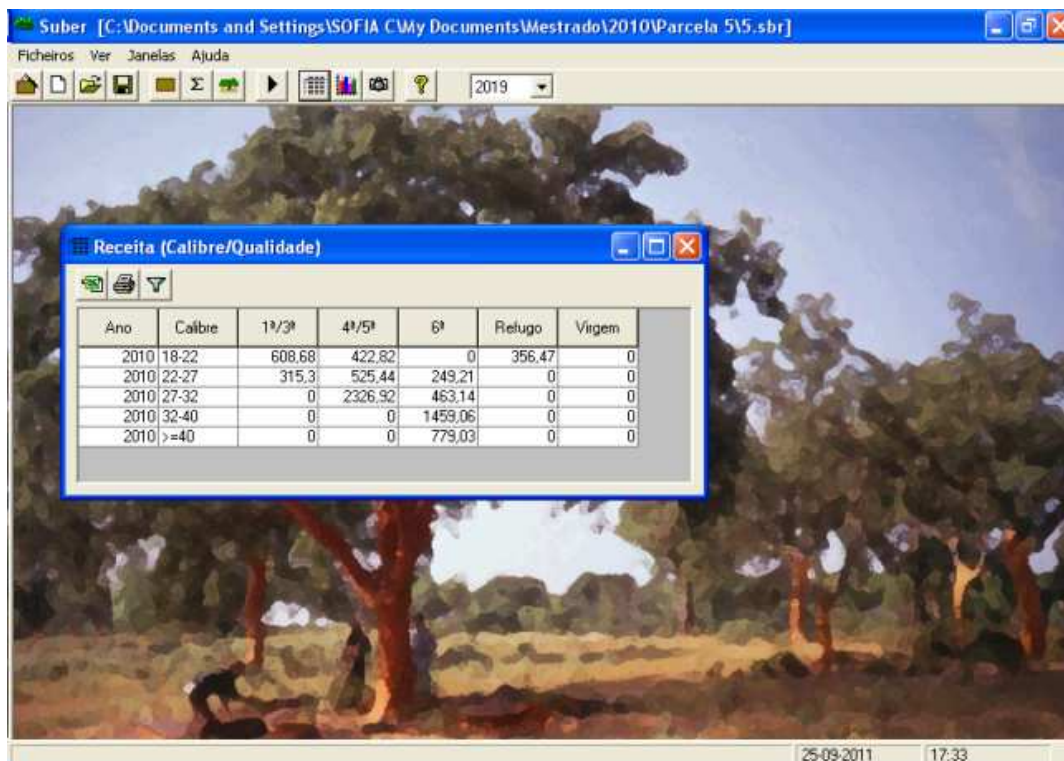 Suber [C:\Documents and Settings\SOFIA C\My Documents\Mestrado\2010\Parcela 5\5.sbr]
Ficheiros Ver Janelas Ajuda
Σ ? 2019
Receita (Calibre/Qualidade)
Ano Calibre 1ª/3ª 4ª/5ª 6ª Refugo Virgem
2010 18-22 608,68 422,82 0 356,47 0
2010 22-27 315,3 525,44 249,21 0 0
2010 27-32 0 2326,92 463,14 0 0
2010 32-40 0 0 1459,06 0 0
2010 >=40 0 0 779,03 0 0
25-09-2011 17:33